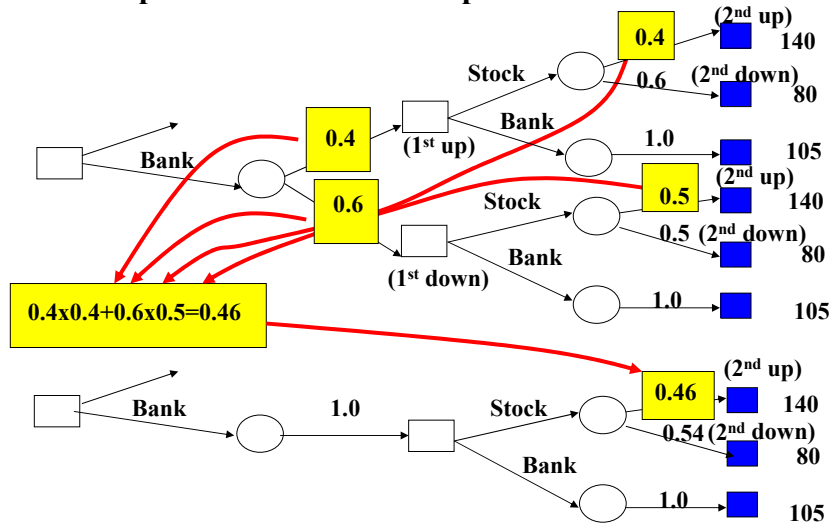 (2nd up)
0.4
140
Stock
0.6
(2nd down)
80
Bank
0.4
(1st up)
Bank
1.0
105
(2nd up)
0.6
Stock
0.5
140
0.5
(2nd down)
80
(1st down)
Bank
1.0
105
0.4x0.4+0.6x0.5=0.46
(2nd up)
0.46
140
Bank
1.0
Stock
0.54
(2nd down)
80
Bank
1.0
105